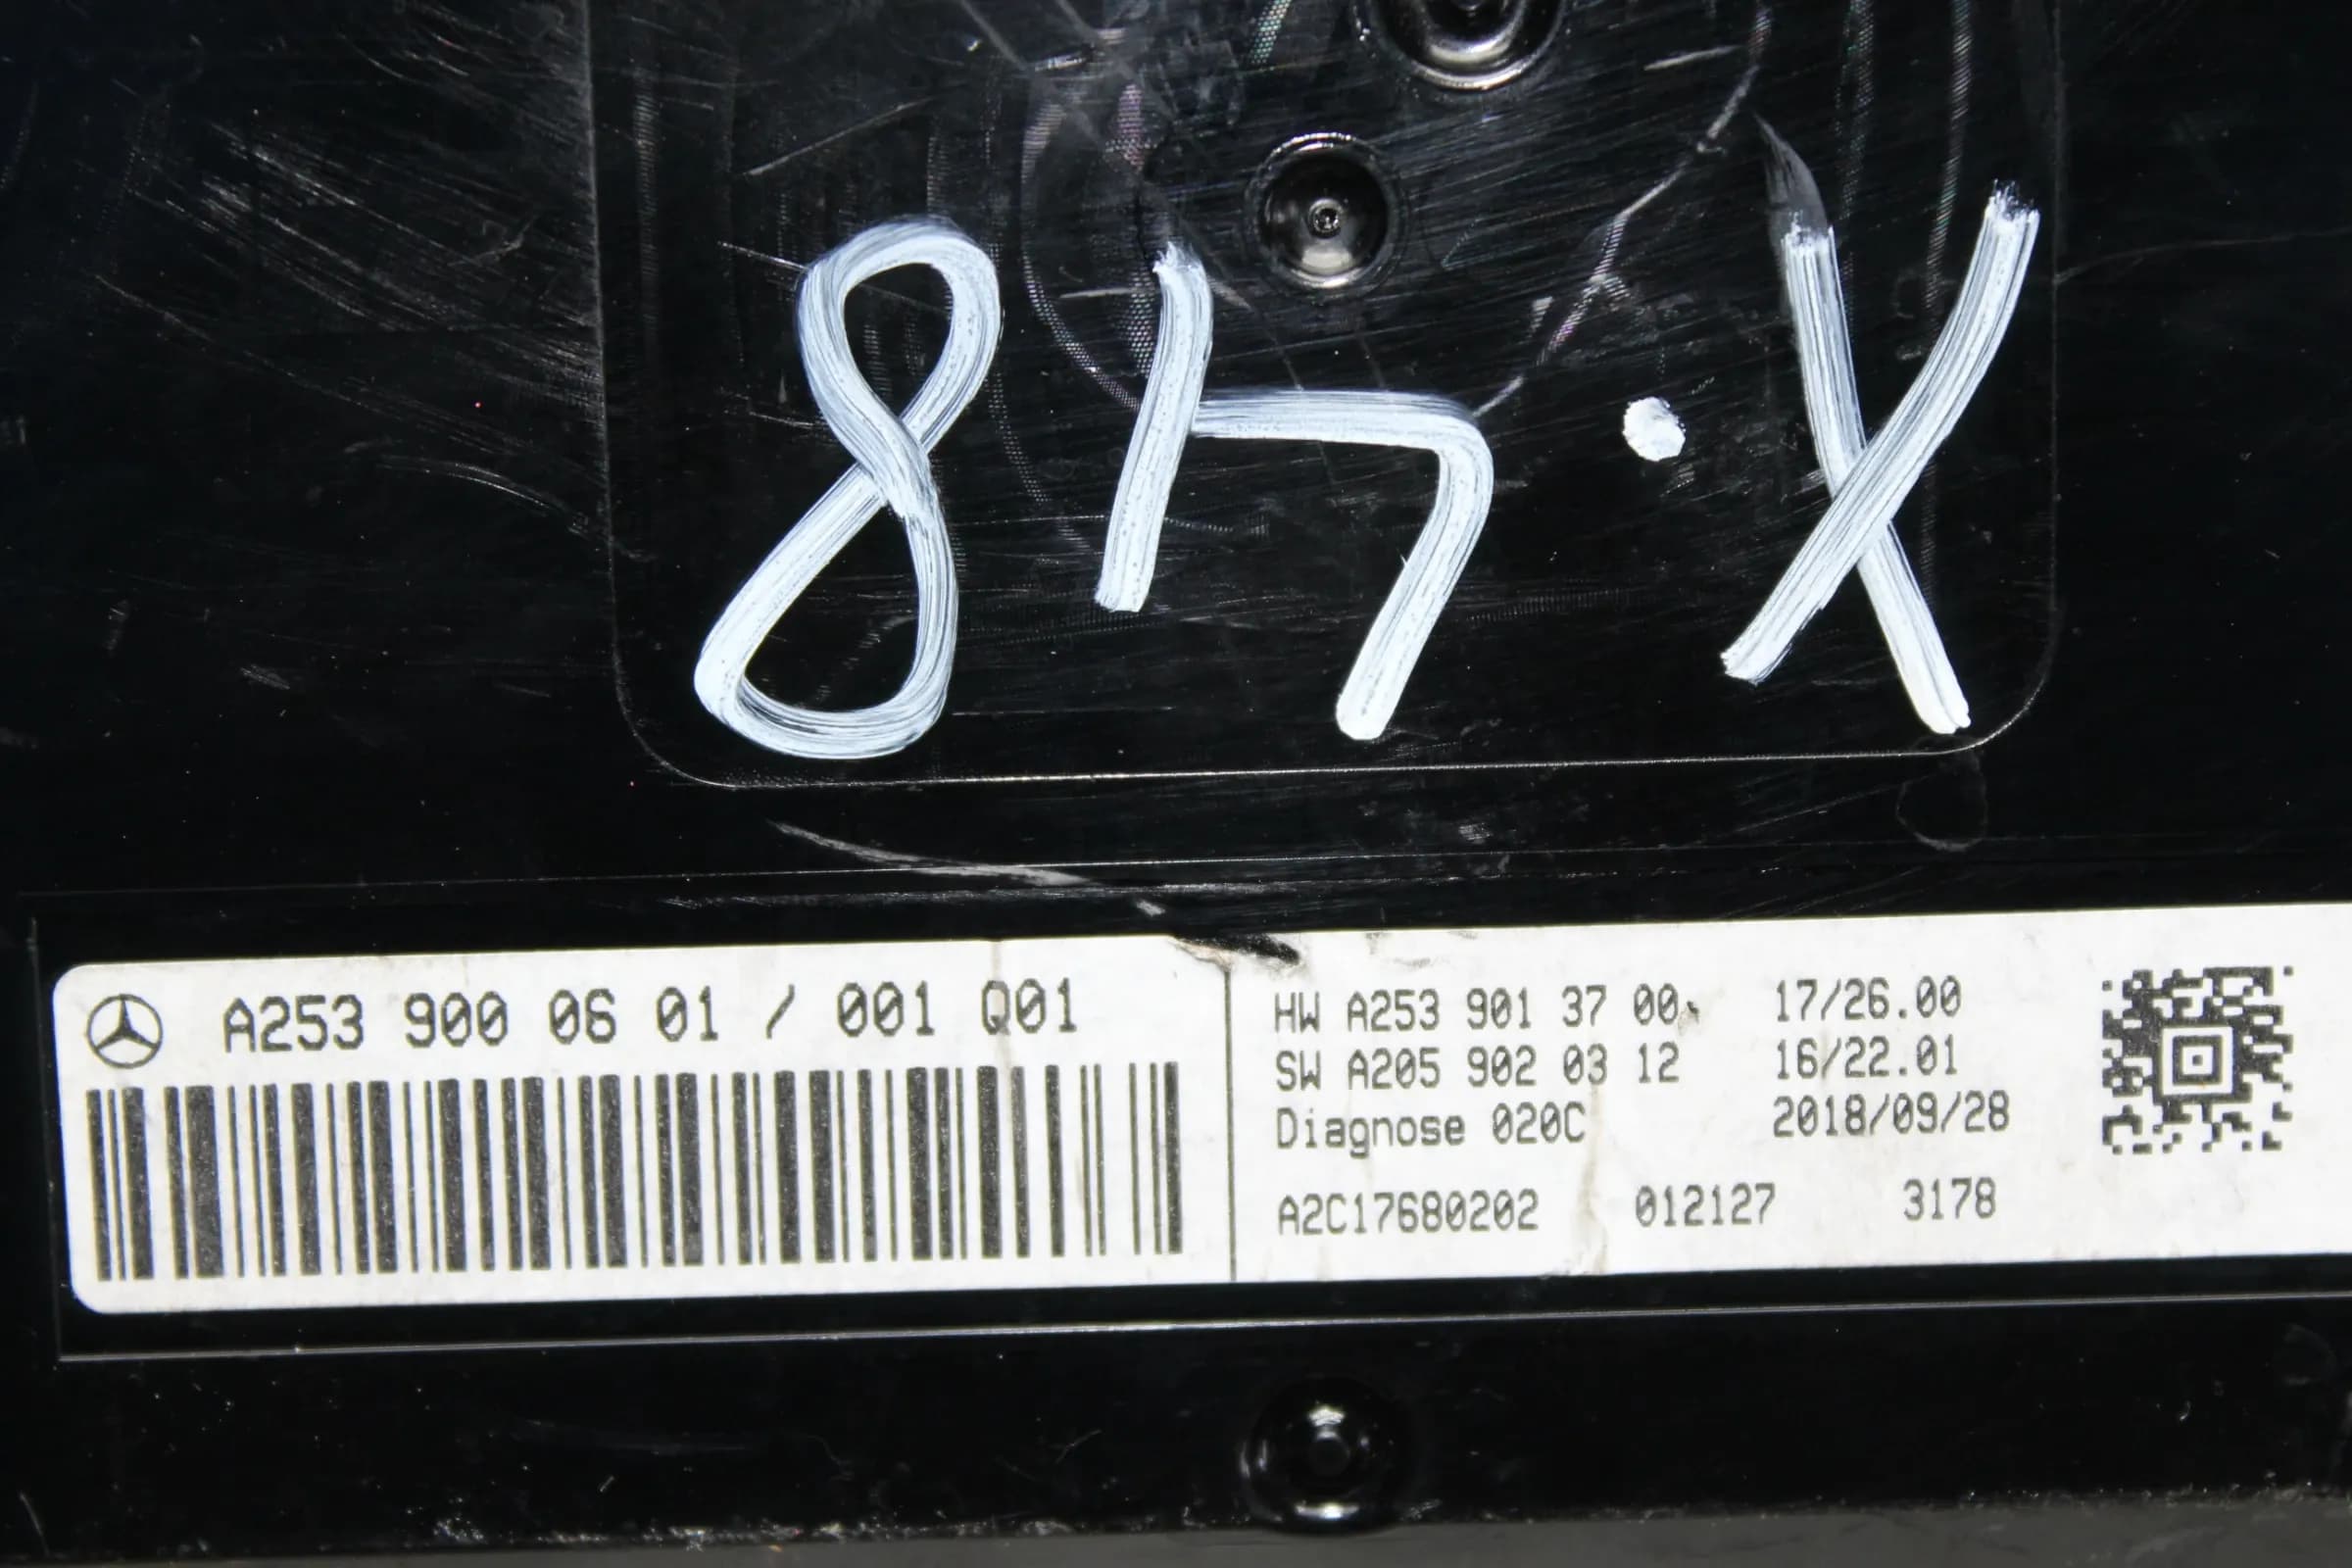 X.48
A253 900 06 01 / 001 Q01
HW A253 901 37 00 17/26.00
SW A205 902 03 12 16/22.01
Diagnose 020C 2018/09/28
A2C17680202 012127 3178